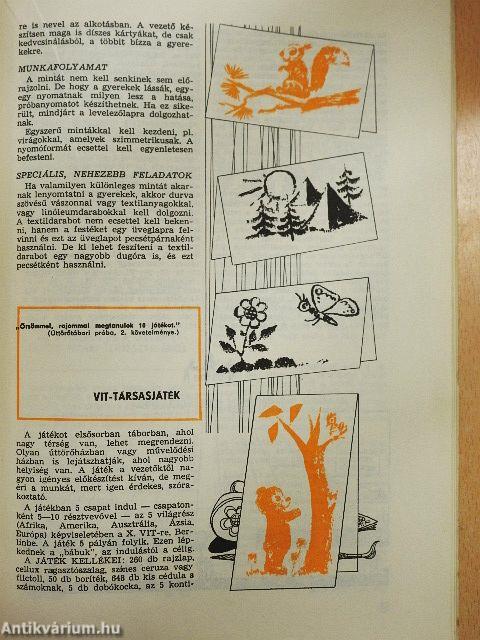 re is nevel az alkotásban. A vezető ké-
szítsen maga is díszes kártyákat, de csak
kedvcsinálásból, a többit bízza a gyere-
kekre.
MUNKAFOLYAMAT
A mintát nem kell senkinek sem elő-
rajzolni. De hogy a gyerekek lássák, egy-
egy nyomatnak milyen lesz a hatása,
próbanyomatot készíthetnek. Ha ez sike-
rült, mindjárt a levelezőlapra dolgozhat-
nak.
Egyszerű mintákkal kell kezdeni, pl.
virágokkal, amelyek szimmetrikusak. A
nyomóformát ecsettel kell egyenletesen
befesteni.
SPECIÁLIS, NEHEZEBB FELADATOK
Ha valamilyen különleges mintát akar-
nak lenyomtatni a gyerekek, akkor durva
szövésű vászonnal vagy textilanyagokkal,
vagy linóleumdarabokkal kell dolgozni.
A textildarabot nem ecsettel kell beken-
ni, hanem a festéket egy üveglapra fel-
vinni és ezt az üveglapot pecsétpárnaként
használni. De ki lehet feszíteni a textil-
darabot egy nagyobb dugóra is, és ezt
pecsétként használni.
„Őrsömmel, rajommal megtanulok 10 játékot."
(Úttörőtábori próba, 2. követelménye.)
VIT-TÁRSASJÁTÉK
A játékot elsősorban táborban, ahol
nagy térség van, lehet megrendezni.
Olyan úttörőházban vagy művelődési
házban is lejátszhatják, ahol nagyobb
helyiség van. A játék a vezetőktől na-
gyon igényes előkészítést kíván, de meg-
éri a munkát, mert igen érdekes, szóra-
koztató.
A játékban 5 csapat indul — csapaton-
ként 5—10 résztvevővel — az 5 világrész
(Afrika, Amerika, Ausztrália, Ázsia,
Európa) képviseletében a X. VIT-re, Ber-
linbe. A játék 5 pályán folyik. Ezen lép-
kednek a „bábuk", az indulástól a célig.
A JÁTÉK KELLÉKEI: 260 db rajzlap,
cellux ragasztószalag, színes ceruza vagy
filctoll, 50 db boríték, 648 db kis cédula a
számoknak, 5 db dobókocka, az 5 konti-
Antikvárium.hu